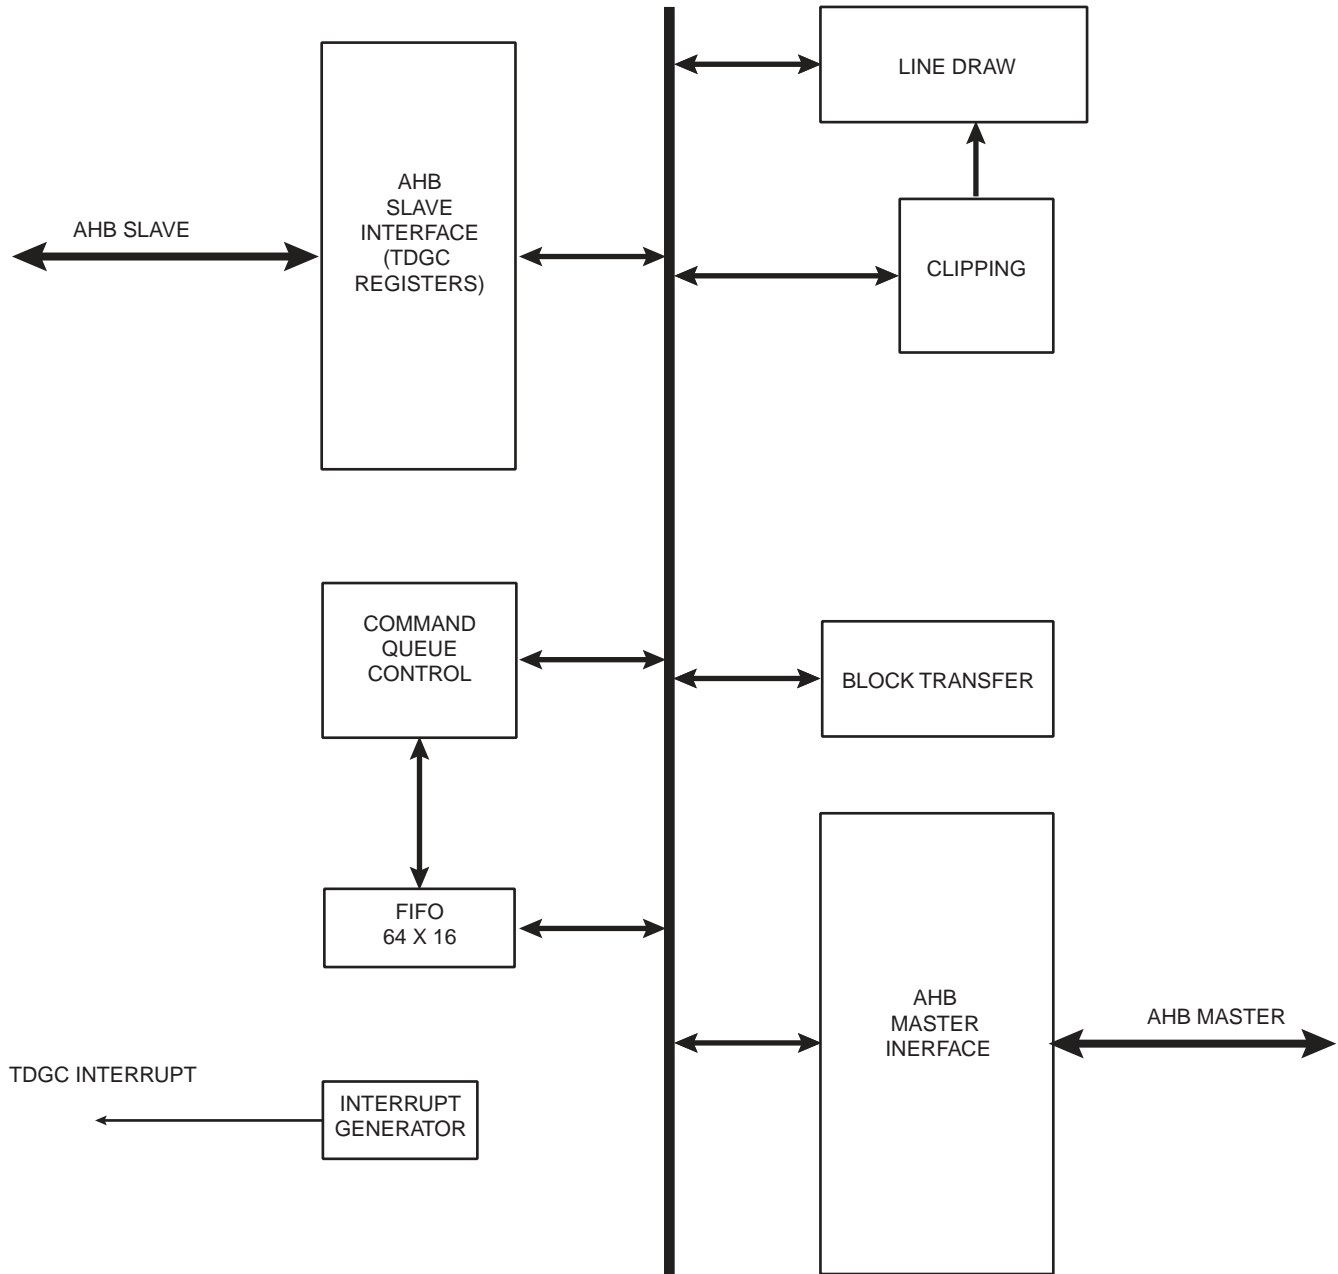 LINE DRAW
AHB
SLAVE
INTERFACE
(TDGC
REGISTERS)
AHB SLAVE
CLIPPING
COMMAND
QUEUE
CONTROL
BLOCK TRANSFER
FIFO
64 X 16
AHB
MASTER
INERFACE
AHB MASTER
TDGC INTERRUPT
INTERRUPT
GENERATOR